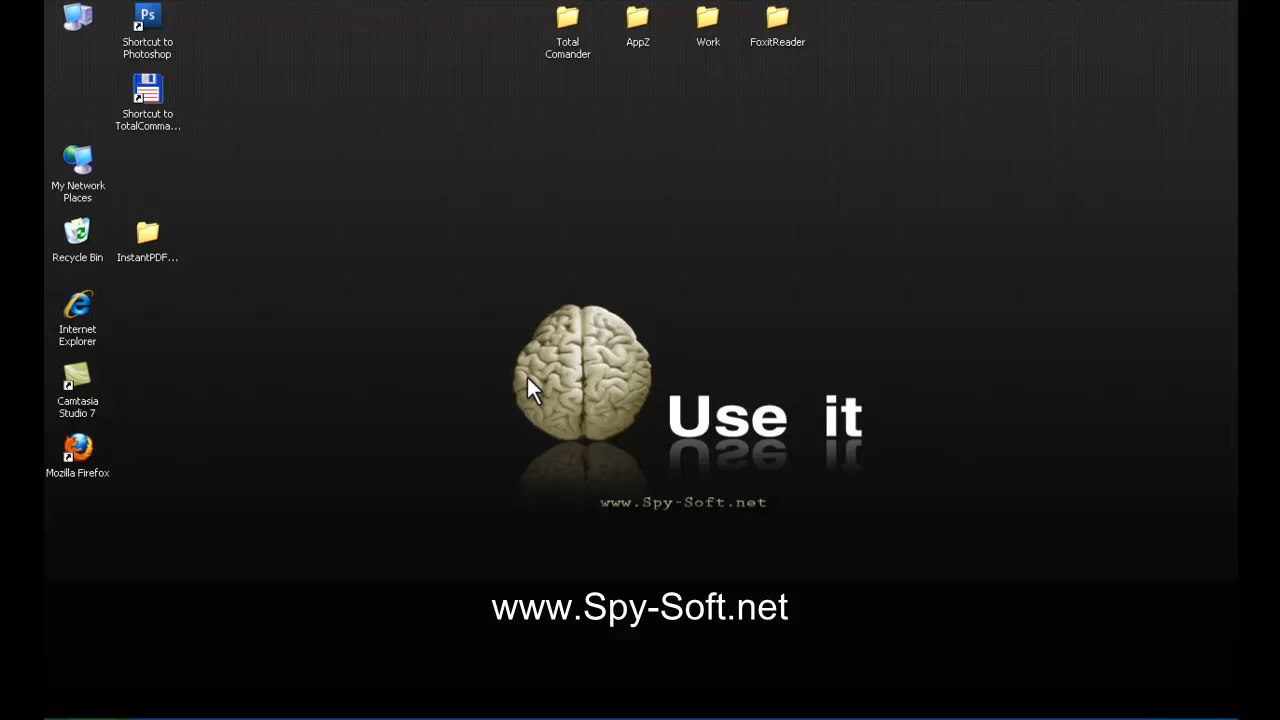 Ps
Shortcut to
Photoshop
Total
Comander
AppZ
Work
FoxitReader
Shortcut to
TotalComma...
My Network
Places
Recycle Bin
InstantPDF...
Internet
Explorer
Camtasia
Studio 7
Mozilla Firefox
Use it
www.Spy-Soft.net
www.Spy-Soft.net